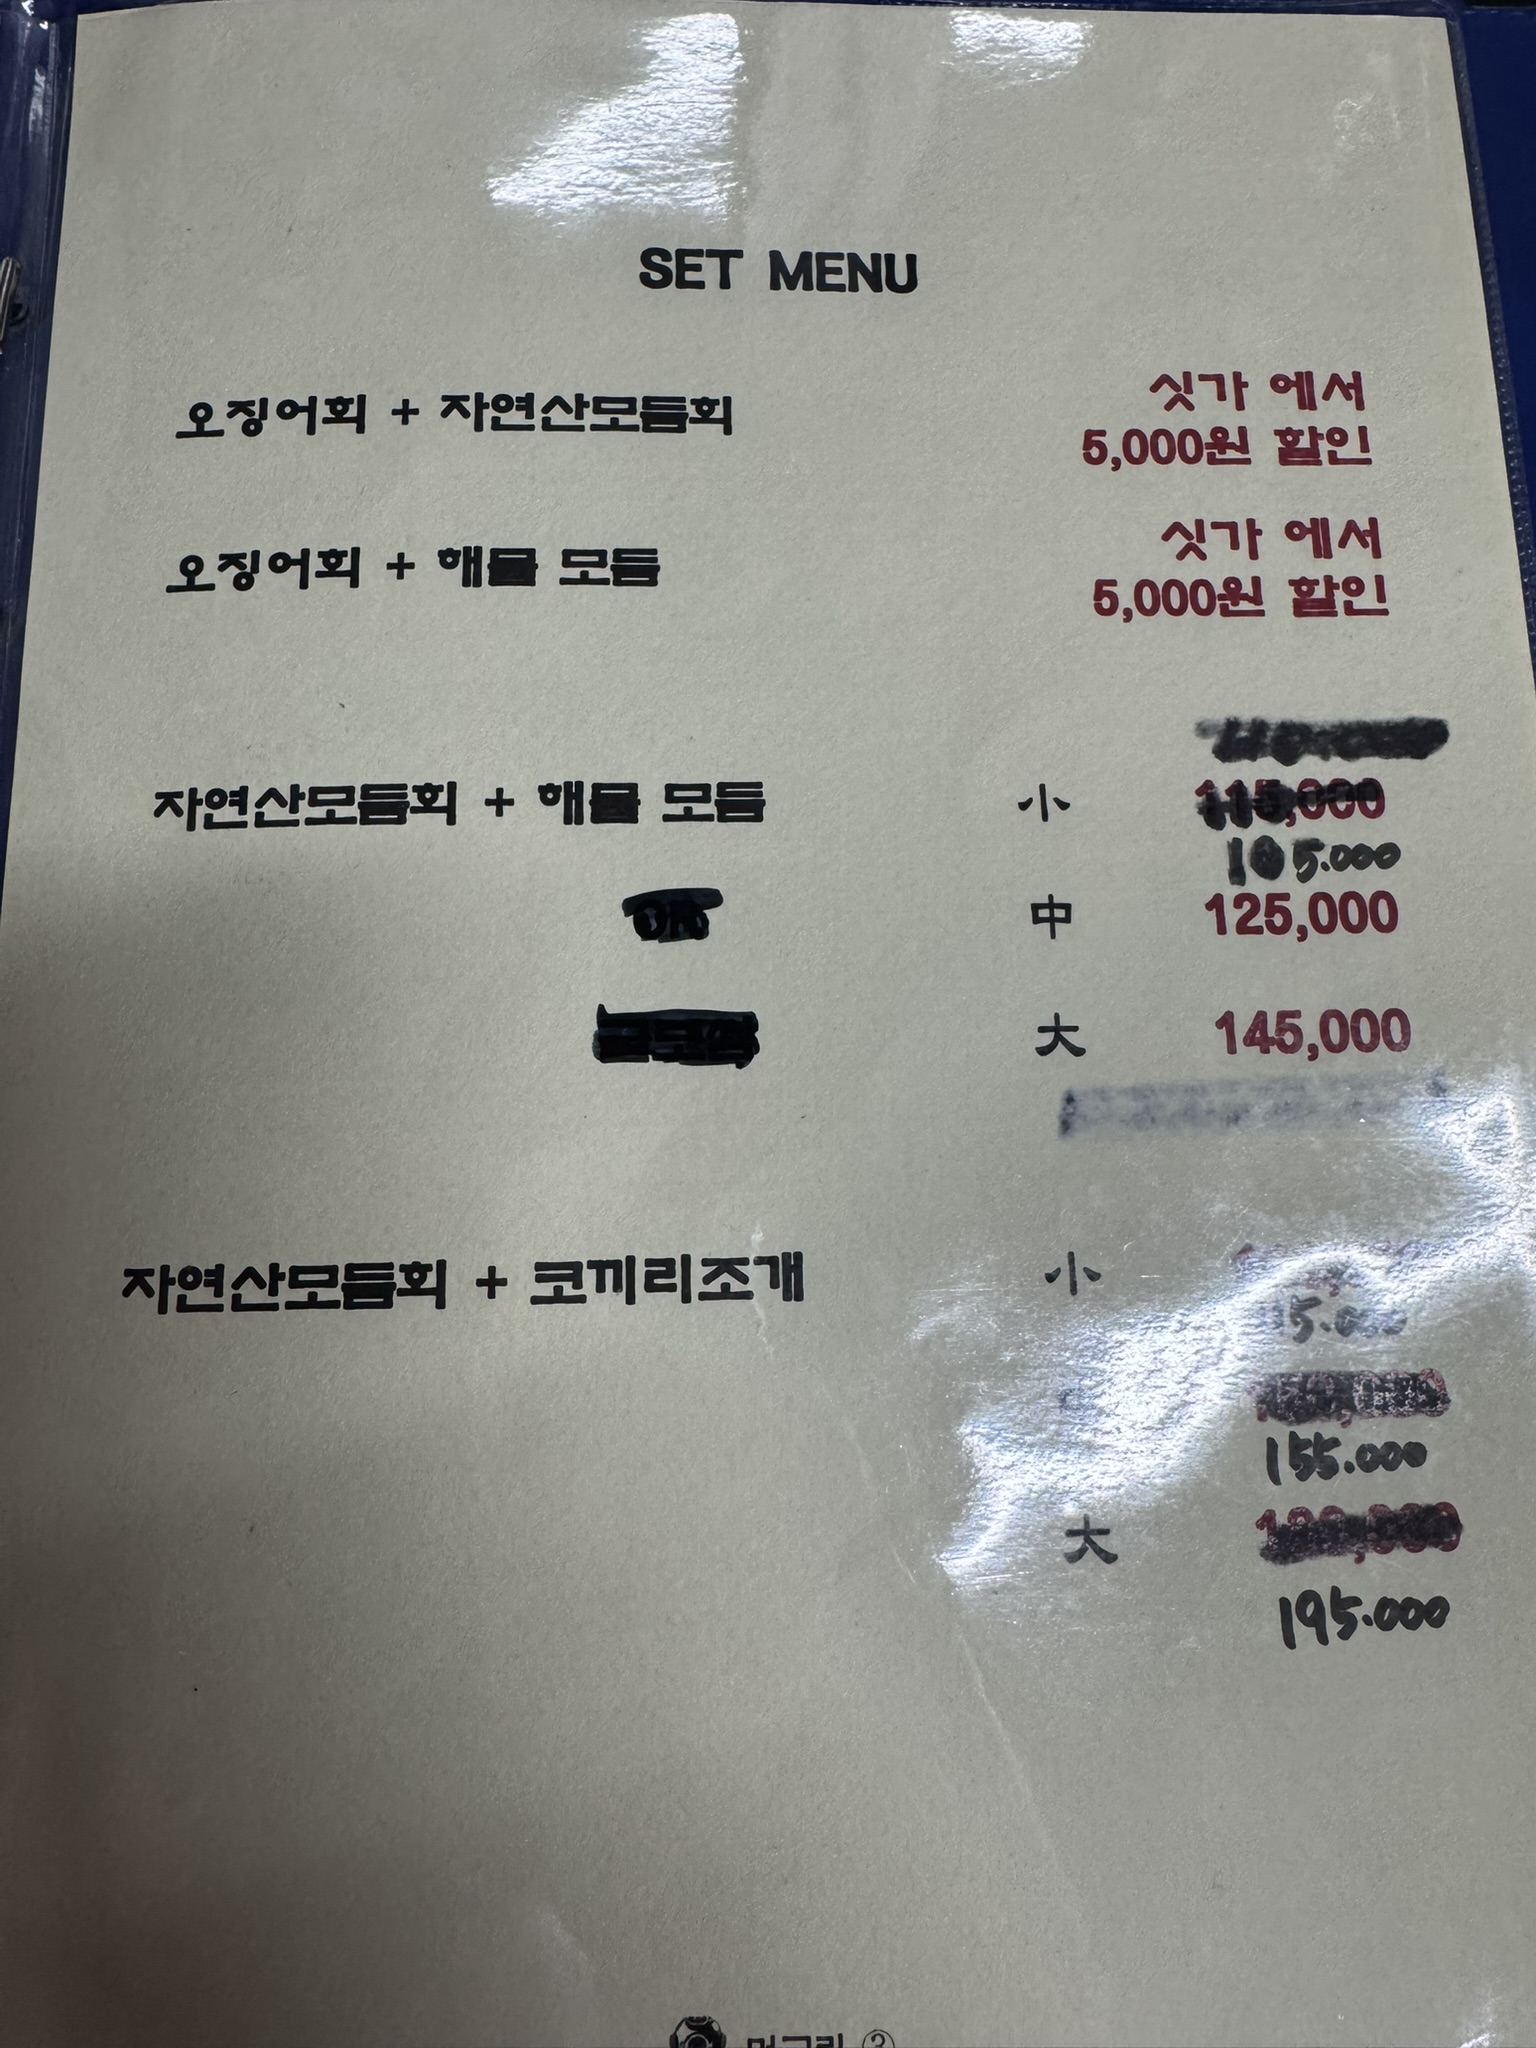 SET MENU
오징어회 + 자연산모듬회
싯가 에서
5,000원 할인
오징어회 + 해물 모듬
싯가 에서
5,000원 할인
자연산모듬회 + 해물 모듬 小 115,000
105.000
中 125,000
大 145,000
자연산모듬회 + 코끼리조개 小
155.000
大
195.000
③